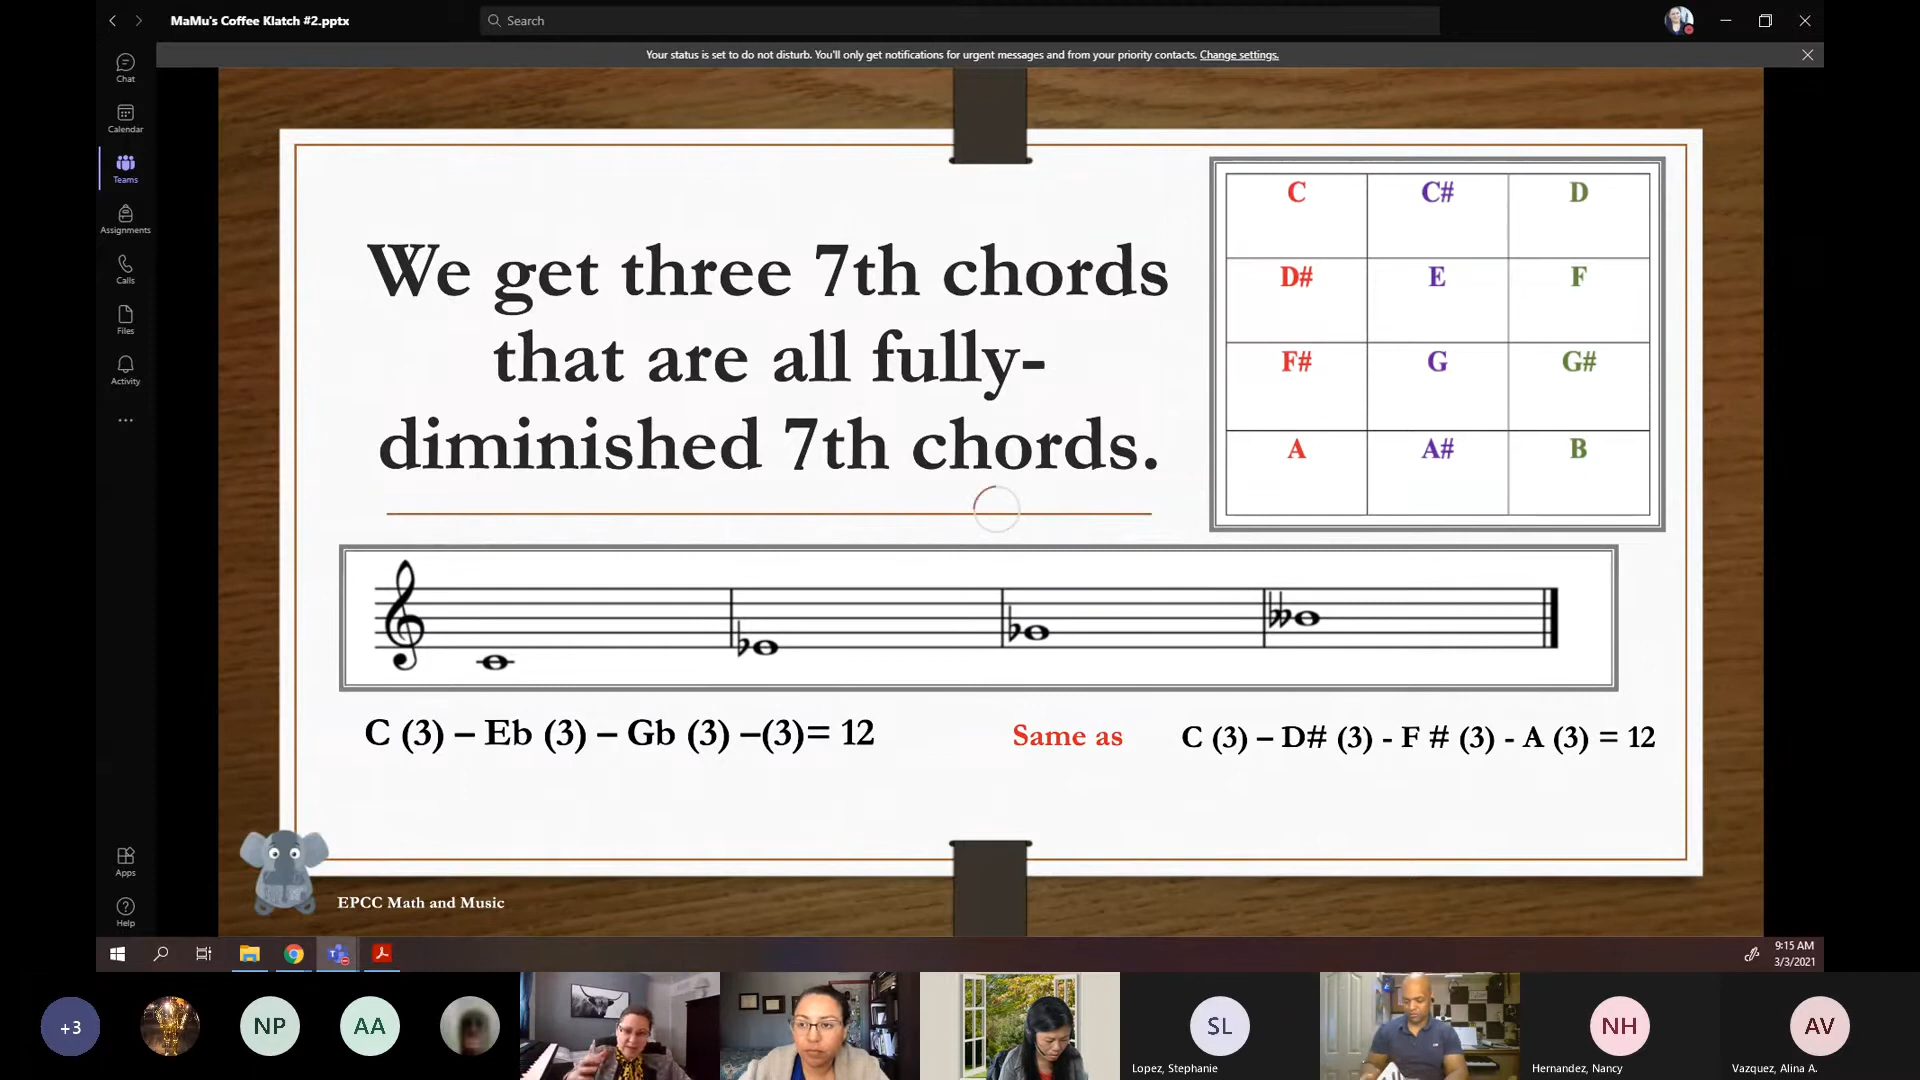 MaMu's Coffee Klatch #2.pptx
Search
Your status is set to do not disturb. You'll only get notifications for urgent messages and from your priority contacts. Change settings.
Chat
Calendar
Teams
Assignments
Calls
Files
Activity
Apps
Help
We get three 7th chords
that are all fully-
diminished 7th chords.
C C# D
D# E F
F# G G#
A A# B
C (3) – Eb (3) – Gb (3) –(3)= 12
Same as
C (3) – D# (3) - F # (3) - A (3) = 12
EPCC Math and Music
9:15 AM
3/3/2021
+3
NP
AA
SL
Lopez, Stephanie
NH
Hernandez, Nancy
AV
Vazquez, Alina A.